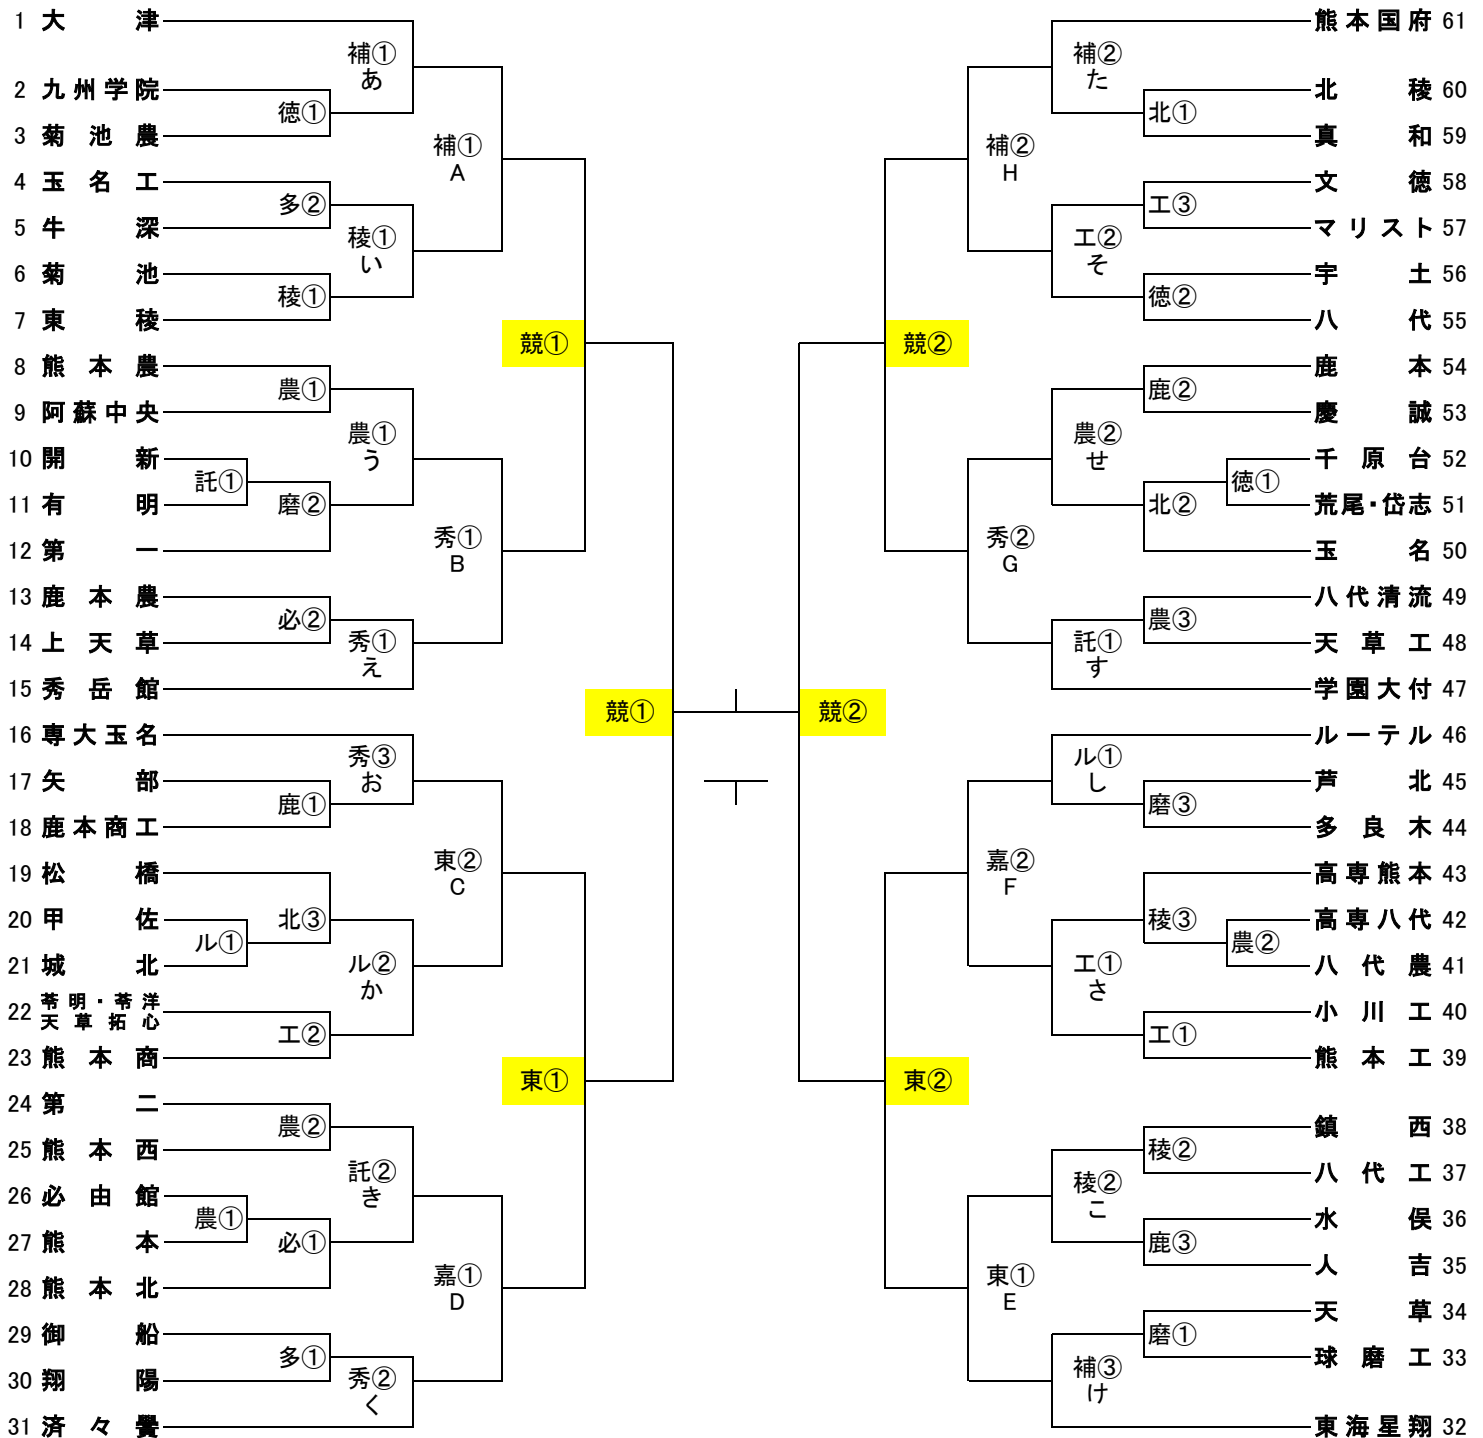 1 大津
2 九州学院
3 菊池農
4 玉名工
5 牛深
6 菊池
7 東稜
8 熊本農
9 阿蘇中央
10 開新
11 有明
12 第一
13 鹿本農
14 上天草
15 秀岳館
16 専大玉名
17 矢部
18 鹿本商工
19 松橋
20 甲佐
21 城北
22 苓明・苓洋
天草拓心
23 熊本商
24 第二
25 熊本西
26 必由館
27 熊本
28 熊本北
29 御船
30 翔陽
31 済々黌
託①
ル①
農①
徳①
多②
稜①
農①
磨②
必②
鹿①
北③
工②
農②
必①
多①
補①
あ
稜①
い
農①
う
秀①
え
秀③
お
ル②
か
託②
き
秀②
く
補①
A
秀①
B
東②
C
嘉①
D
競①
東①
競①
競②
競②
東②
補②
H
秀②
G
嘉②
F
東①
E
補②
た
工②
そ
農②
せ
託①
す
ル①
し
工①
さ
稜②
こ
補③
け
北①
工③
徳②
鹿②
北②
農③
磨③
稜③
工①
稜②
鹿③
磨①
徳①
農②
熊本国府 61
北稜 60
真和 59
文徳 58
マリスト 57
宇土 56
八代 55
鹿本 54
慶誠 53
千原台 52
荒尾・岱志 51
玉名 50
八代清流 49
天草工 48
学園大付 47
ルーテル 46
芦北 45
多良木 44
高専熊本 43
高専八代 42
八代農 41
小川工 40
熊本工 39
鎮西 38
八代工 37
水俣 36
人吉 35
天草 34
球磨工 33
東海星翔 32